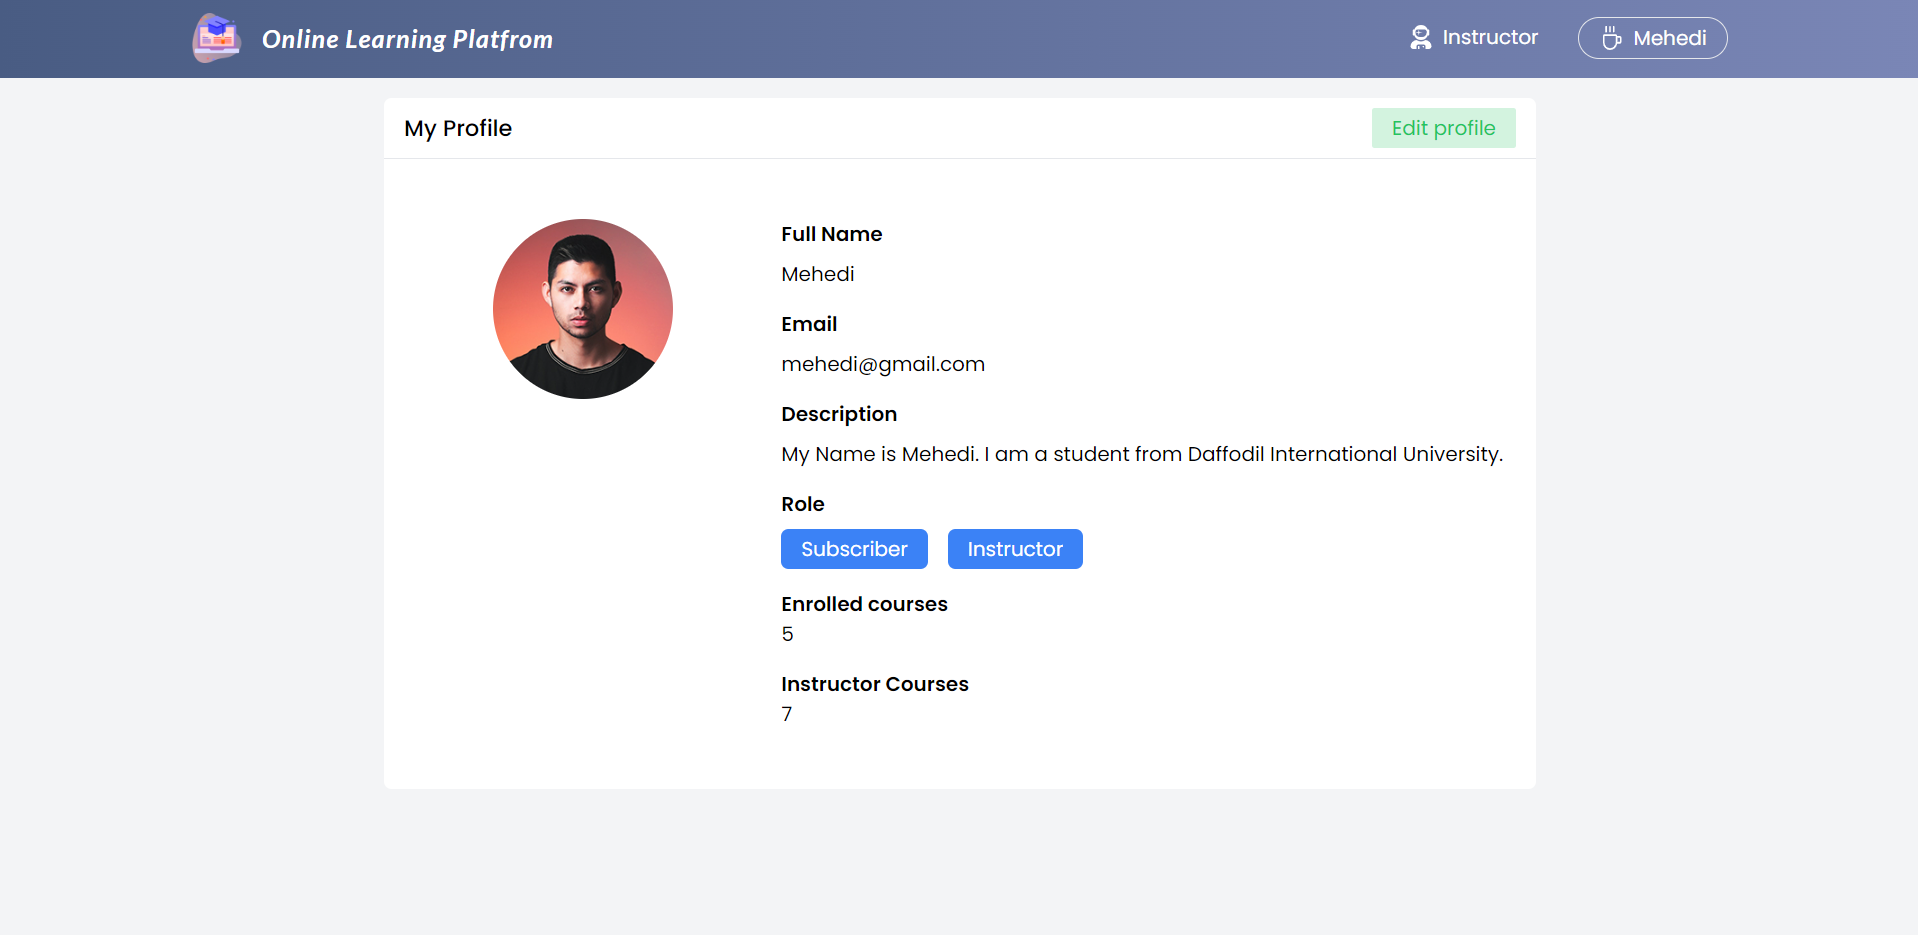 Online Learning Platfrom
Instructor
Mehedi
My Profile
Edit profile
Full Name
Mehedi
Email
mehedi@gmail.com
Description
My Name is Mehedi. I am a student from Daffodil International University.
Role
Subscriber
Instructor
Enrolled courses
5
Instructor Courses
7